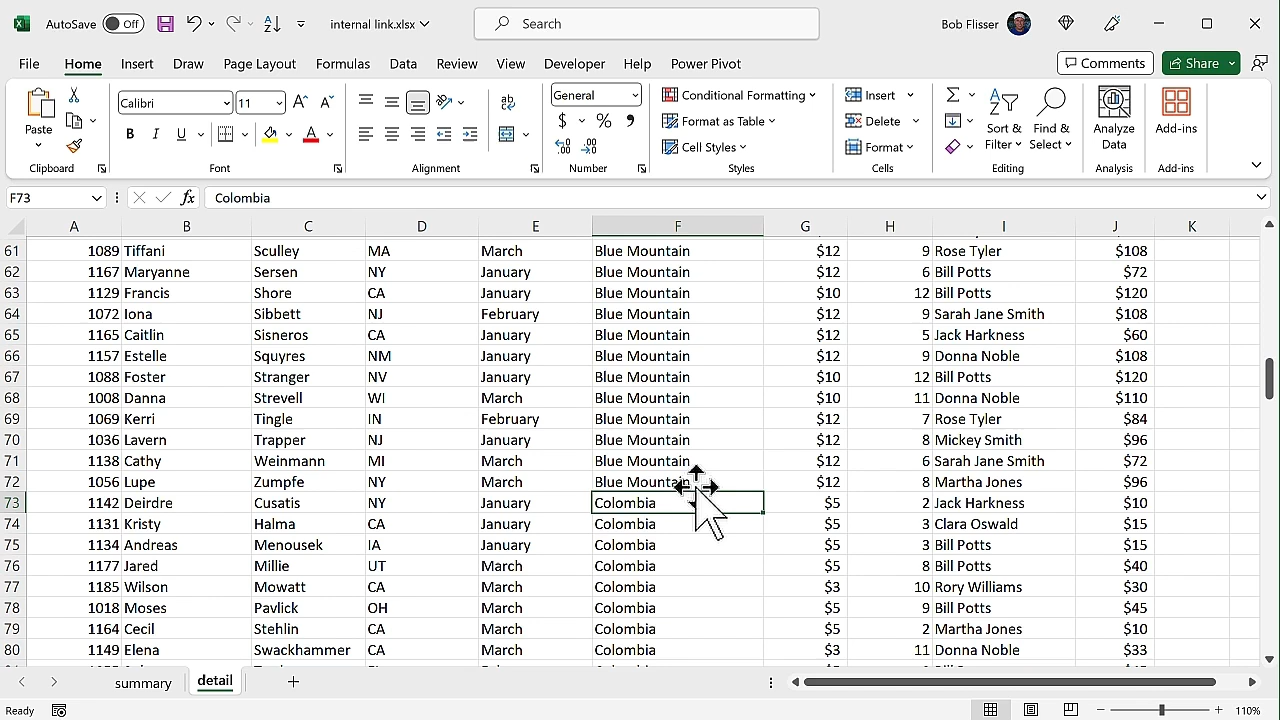 AutoSave Off internal link.xlsx Search Bob Flisser
File Home Insert Draw Page Layout Formulas Data Review View Developer Help Power Pivot Comments Share
Paste Calibri 11 General Conditional Formatting Insert Sort & Find & Analyze Add-ins
B I U A $ % Format as Table Delete Filter Select Data
Cell Styles Format
Clipboard Font Alignment Number Styles Cells Editing Analysis Add-ins
F73 fx Colombia
A B C D E F G H I J K
61 1089 Tiffani Sculley MA March Blue Mountain $12 9 Rose Tyler $108
62 1167 Maryanne Sersen NY January Blue Mountain $12 6 Bill Potts $72
63 1129 Francis Shore CA January Blue Mountain $10 12 Bill Potts $120
64 1072 Iona Sibbett NJ February Blue Mountain $12 9 Sarah Jane Smith $108
65 1165 Caitlin Sisneros CA January Blue Mountain $12 5 Jack Harkness $60
66 1157 Estelle Squyres NM March Blue Mountain $12 9 Donna Noble $108
67 1088 Foster Stranger NV January Blue Mountain $10 12 Bill Potts $120
68 1008 Danna Strevell WI March Blue Mountain $10 11 Donna Noble $110
69 1069 Kerri Tingle IN February Blue Mountain $12 7 Rose Tyler $84
70 1036 Lavern Trapper NJ January Blue Mountain $12 8 Mickey Smith $96
71 1138 Cathy Weinmann MI March Blue Mountain $12 6 Sarah Jane Smith $72
72 1056 Lupe Zumpfe NY March Blue Mountain $12 8 Martha Jones $96
73 1142 Deirdre Cusatis NY January Colombia $5 2 Jack Harkness $10
74 1131 Kristy Halma CA January Colombia $5 3 Clara Oswald $15
75 1134 Andreas Menousek IA January Colombia $5 3 Bill Potts $15
76 1177 Jared Millie UT March Colombia $5 8 Bill Potts $40
77 1185 Wilson Mowatt CA March Colombia $3 10 Rory Williams $30
78 1018 Moses Pavlick OH March Colombia $5 9 Bill Potts $45
79 1164 Cecil Stehlin CA March Colombia $5 2 Martha Jones $10
80 1149 Elena Swackhammer CA March Colombia $3 11 Donna Noble $33
summary detail
Ready 110%